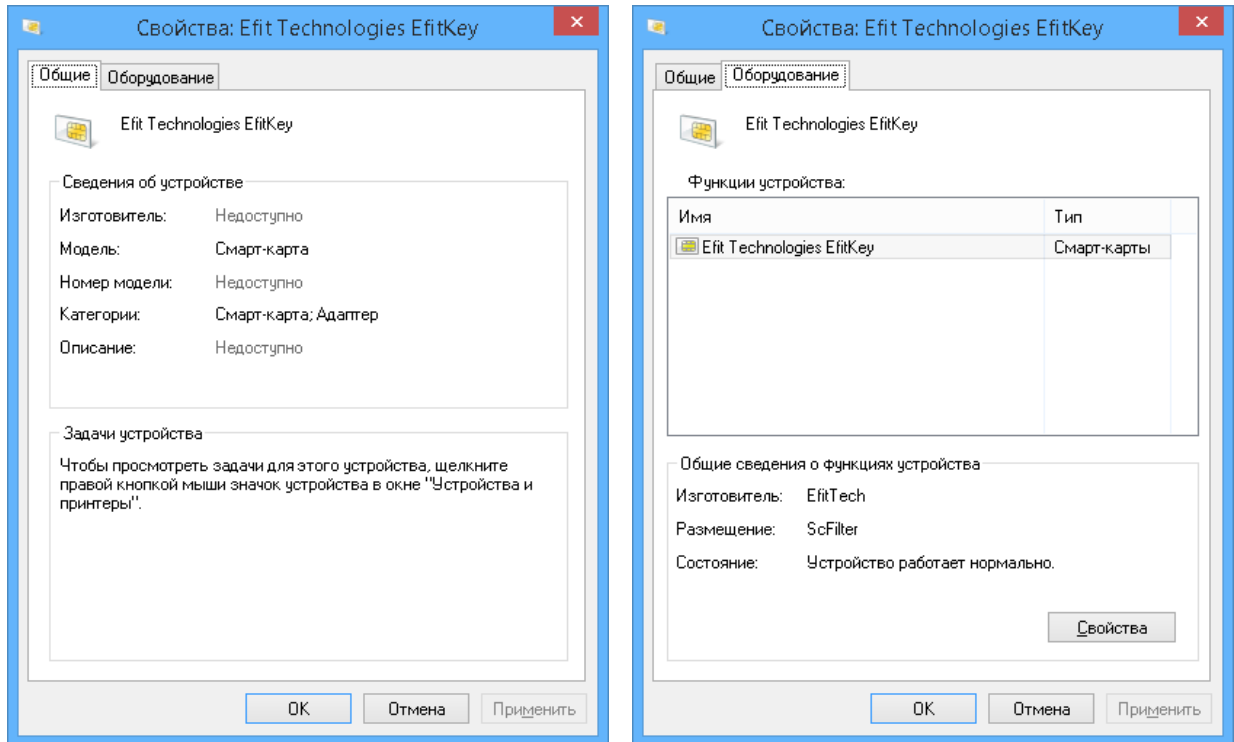 Свойства: Efit Technologies EfitKey
Общие
Оборудование
Efit Technologies EfitKey
Сведения об устройстве
Изготовитель: Недоступно
Модель: Смарт-карта
Номер модели: Недоступно
Категории: Смарт-карта; Адаптер
Описание: Недоступно
Задачи устройства
Чтобы просмотреть задачи для этого устройства, щелкните
правой кнопкой мыши значок устройства в окне "Устройства и
принтеры".
OK
Отмена
Применить
Свойства: Efit Technologies EfitKey
Общие
Оборудование
Efit Technologies EfitKey
Функции устройства:
Имя Тип
Efit Technologies EfitKey Смарт-карты
Общие сведения о функциях устройства
Изготовитель: EfitTech
Размещение: ScFilter
Состояние: Устройство работает нормально.
Свойства
OK
Отмена
Применить